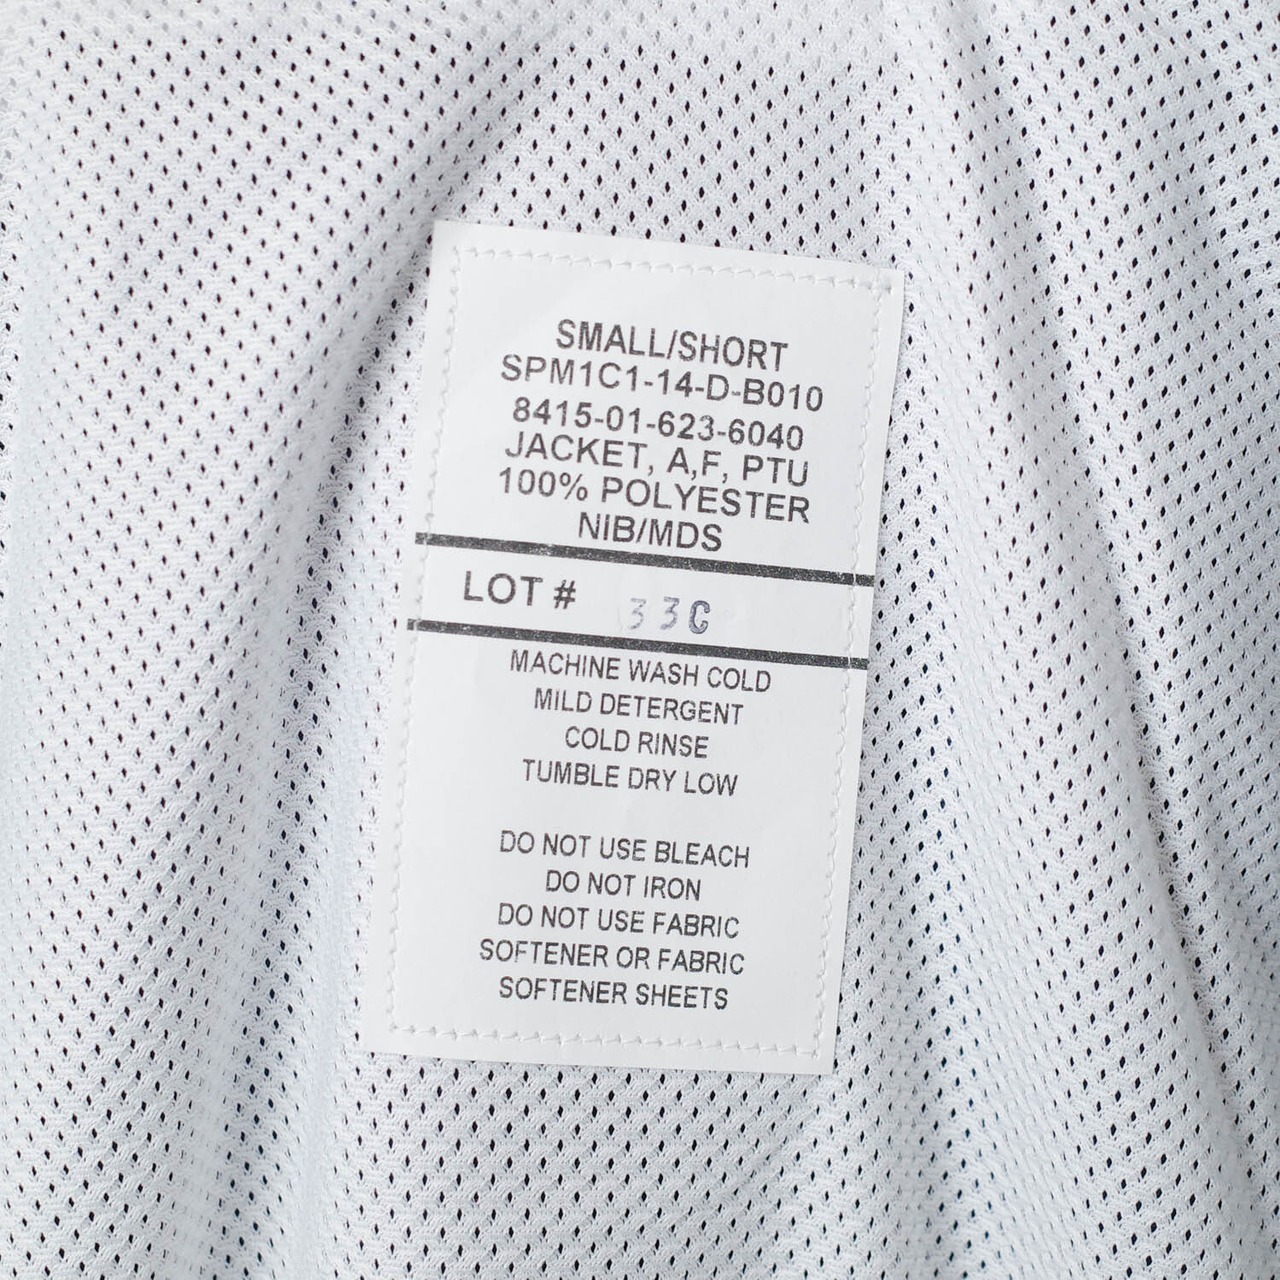 SMALL/SHORT
SPM1C1-14-D-B010
8415-01-623-6040
JACKET, A,F, PTU
100% POLYESTER
NIB/MDS
LOT # 33C
MACHINE WASH COLD
MILD DETERGENT
COLD RINSE
TUMBLE DRY LOW
DO NOT USE BLEACH
DO NOT IRON
DO NOT USE FABRIC
SOFTENER OR FABRIC
SOFTENER SHEETS